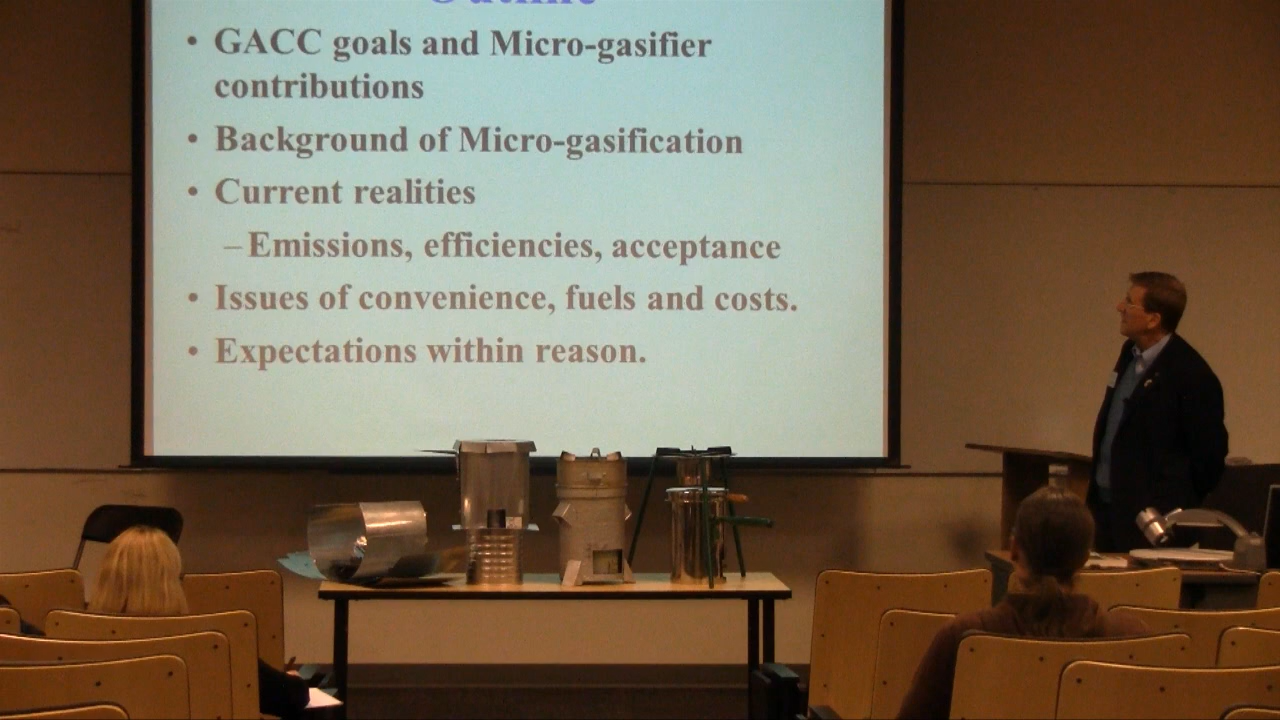 Outline
• GACC goals and Micro-gasifier
contributions
• Background of Micro-gasification
• Current realities
– Emissions, efficiencies, acceptance
• Issues of convenience, fuels and costs.
• Expectations within reason.